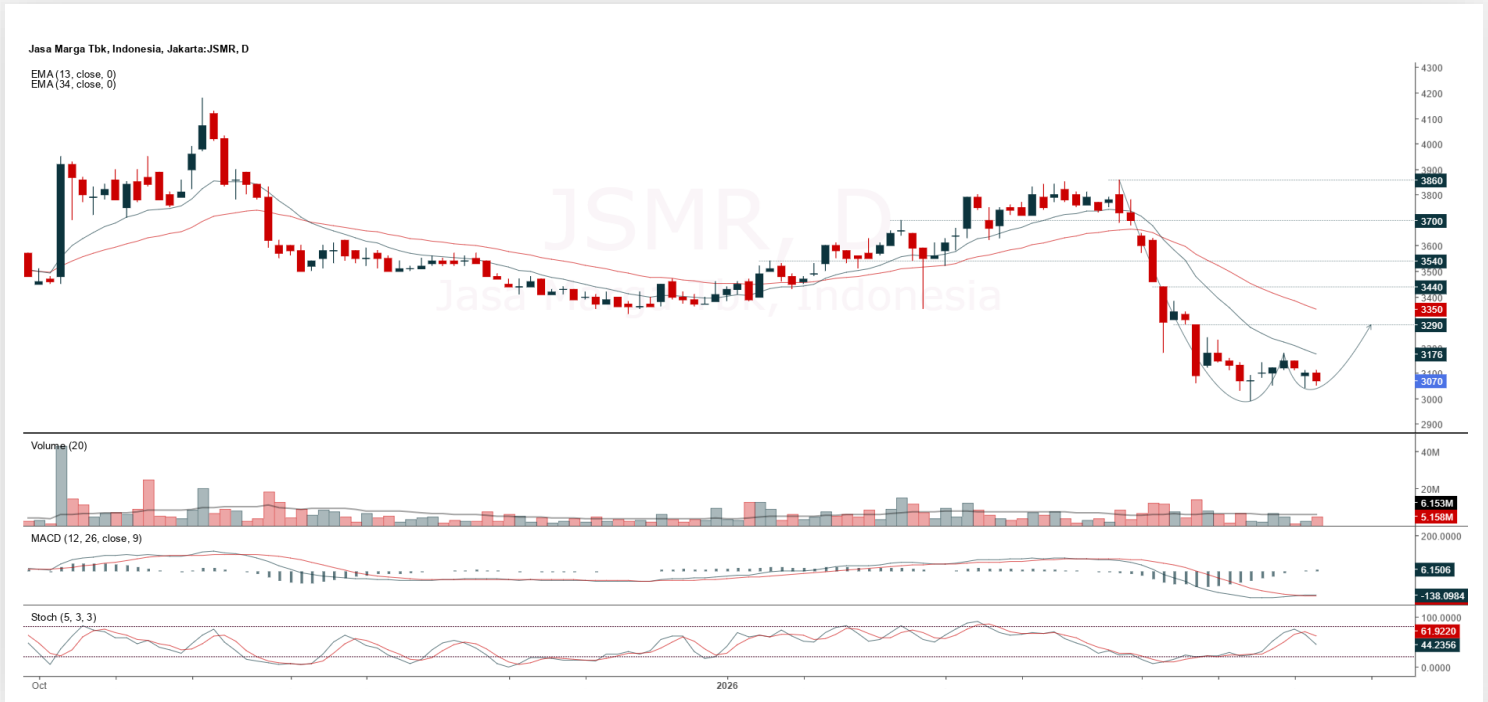 Jasa Marga Tbk, Indonesia, Jakarta:JSMR, D
EMA (13, close, 0)
EMA (34, close, 0)
JSMR, D
Jasa Marga Tbk, Indonesia
4300
4200
4100
4000
3900
3860
3800
3700
3600
3540
3500
3440
3400
3350
3290
3176
3100
3070
3000
2900
Volume (20)
40M
20M
6.153M
5.158M
MACD (12, 26, close, 9)
200.0000
6.1506
-138.0984
Stoch (5, 3, 3)
100.0000
61.9220
44.2356
0.0000
Oct
2026